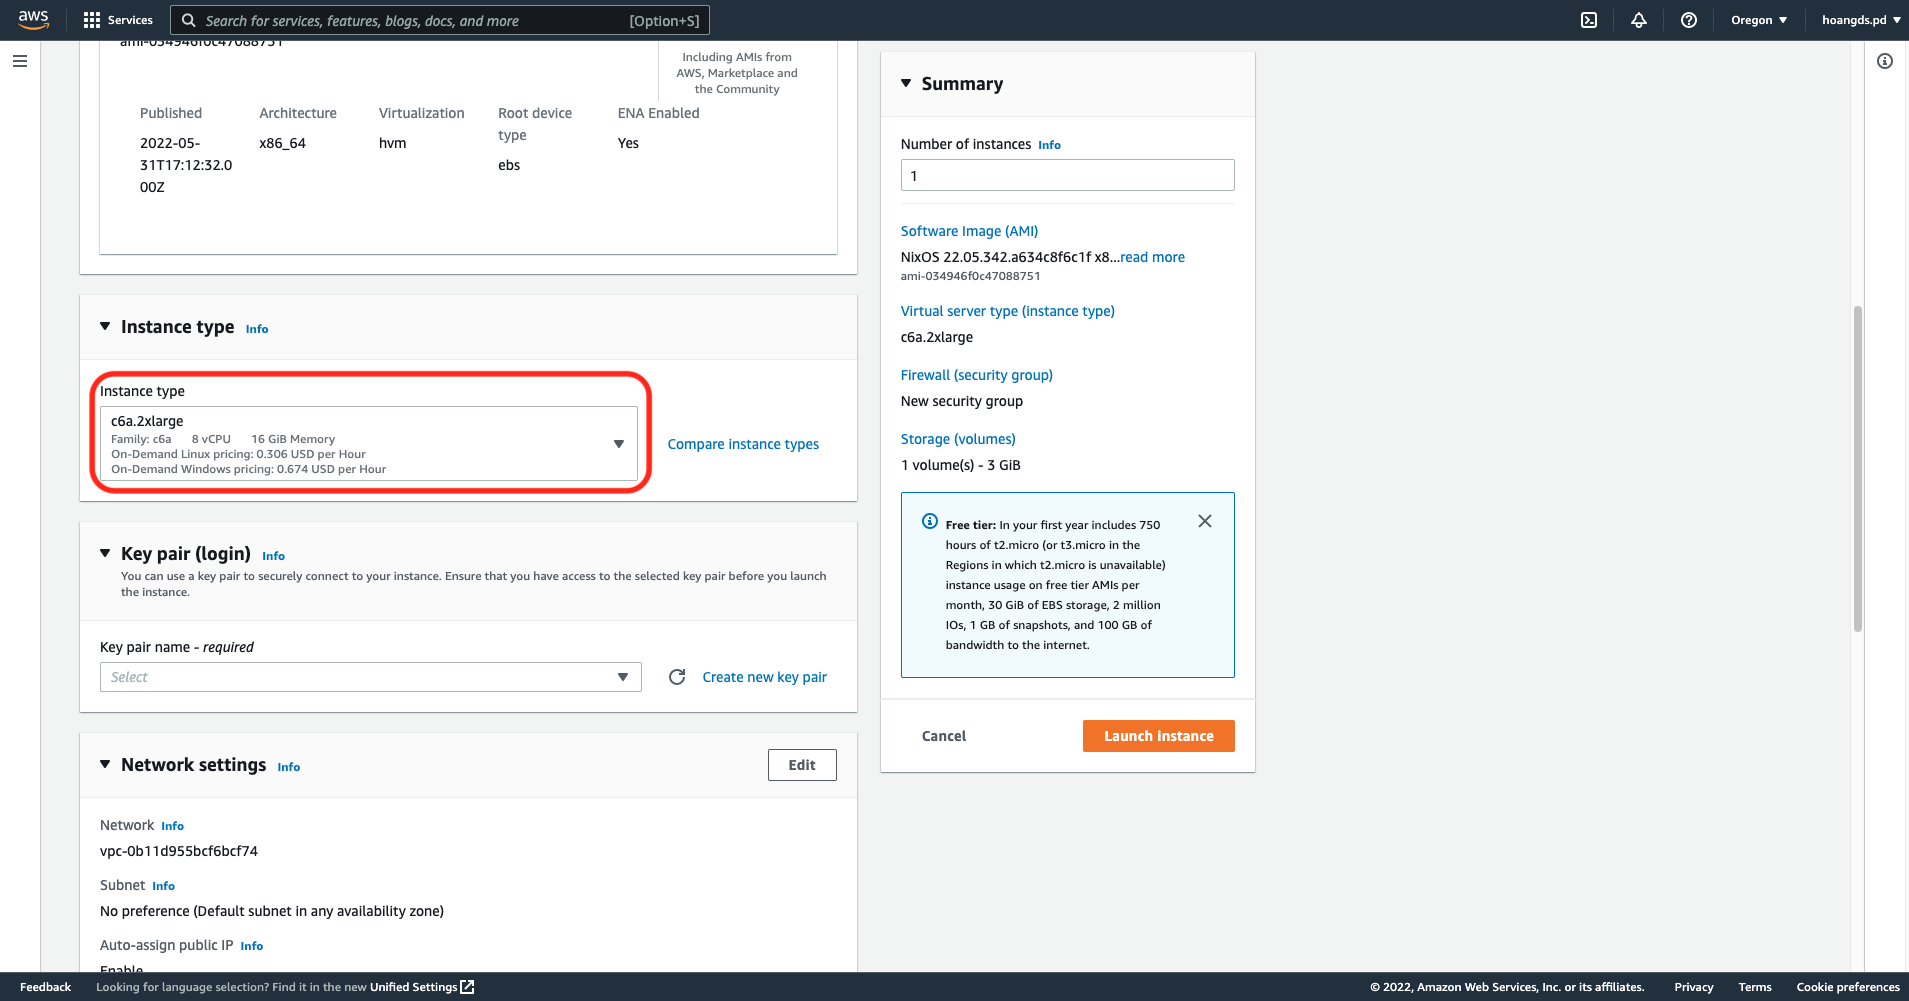 aws
Services
Search for services, features, blogs, docs, and more
[Option+S]
Oregon ▼
hoangds.pd ▼
ami-034946f0c47088751
Including AMIs from
AWS, Marketplace and
the Community
Published
2022-05-
31T17:12:32.0
00Z
Architecture
x86_64
Virtualization
hvm
Root device
type
ebs
ENA Enabled
Yes
Instance type Info
Instance type
c6a.2xlarge
Family: c6a 8 vCPU 16 GiB Memory
On-Demand Linux pricing: 0.306 USD per Hour
On-Demand Windows pricing: 0.674 USD per Hour
Compare instance types
Key pair (login) Info
You can use a key pair to securely connect to your instance. Ensure that you have access to the selected key pair before you launch
the instance.
Key pair name - required
Select
Create new key pair
Network settings Info
Edit
Network Info
vpc-0b11d955bcf6bcf74
Subnet Info
No preference (Default subnet in any availability zone)
Auto-assign public IP Info
Enable
Summary
Number of instances Info
1
Software Image (AMI)
NixOS 22.05.342.a634c8f6c1f x8...read more
ami-034946f0c47088751
Virtual server type (instance type)
c6a.2xlarge
Firewall (security group)
New security group
Storage (volumes)
1 volume(s) - 3 GiB
Free tier: In your first year includes 750
hours of t2.micro (or t3.micro in the
Regions in which t2.micro is unavailable)
instance usage on free tier AMIs per
month, 30 GiB of EBS storage, 2 million
IOs, 1 GB of snapshots, and 100 GB of
bandwidth to the internet.
Cancel
Launch instance
Feedback
Looking for language selection? Find it in the new Unified Settings
© 2022, Amazon Web Services, Inc. or its affiliates.
Privacy
Terms
Cookie preferences